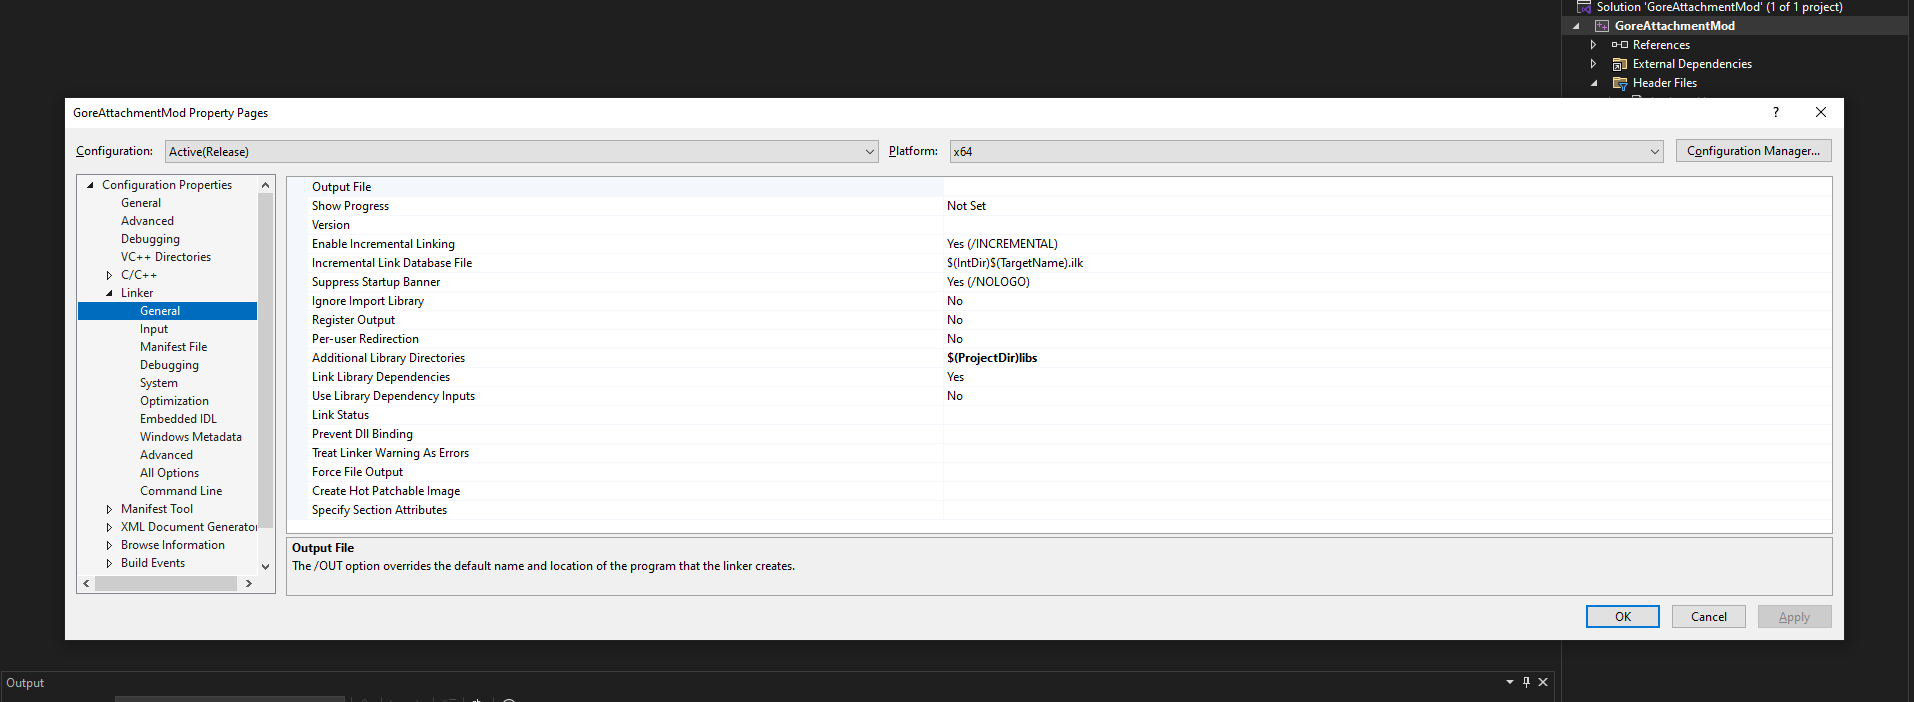 Solution 'GoreAttachmentMod' (1 of 1 project)
GoreAttachmentMod
References
External Dependencies
Header Files
GoreAttachmentMod Property Pages
?
Configuration: Active(Release) Platform: x64 Configuration Manager...
Configuration Properties
General
Advanced
Debugging
VC++ Directories
C/C++
Linker
General
Input
Manifest File
Debugging
System
Optimization
Embedded IDL
Windows Metadata
Advanced
All Options
Command Line
Manifest Tool
XML Document Generator
Browse Information
Build Events
Output File
Show Progress Not Set
Version
Enable Incremental Linking Yes (/INCREMENTAL)
Incremental Link Database File $(IntDir)$(TargetName).ilk
Suppress Startup Banner Yes (/NOLOGO)
Ignore Import Library No
Register Output No
Per-user Redirection No
Additional Library Directories $(ProjectDir)libs
Link Library Dependencies Yes
Use Library Dependency Inputs No
Link Status
Prevent Dll Binding
Treat Linker Warning As Errors
Force File Output
Create Hot Patchable Image
Specify Section Attributes
Output File
The /OUT option overrides the default name and location of the program that the linker creates.
OK Cancel Apply
Output